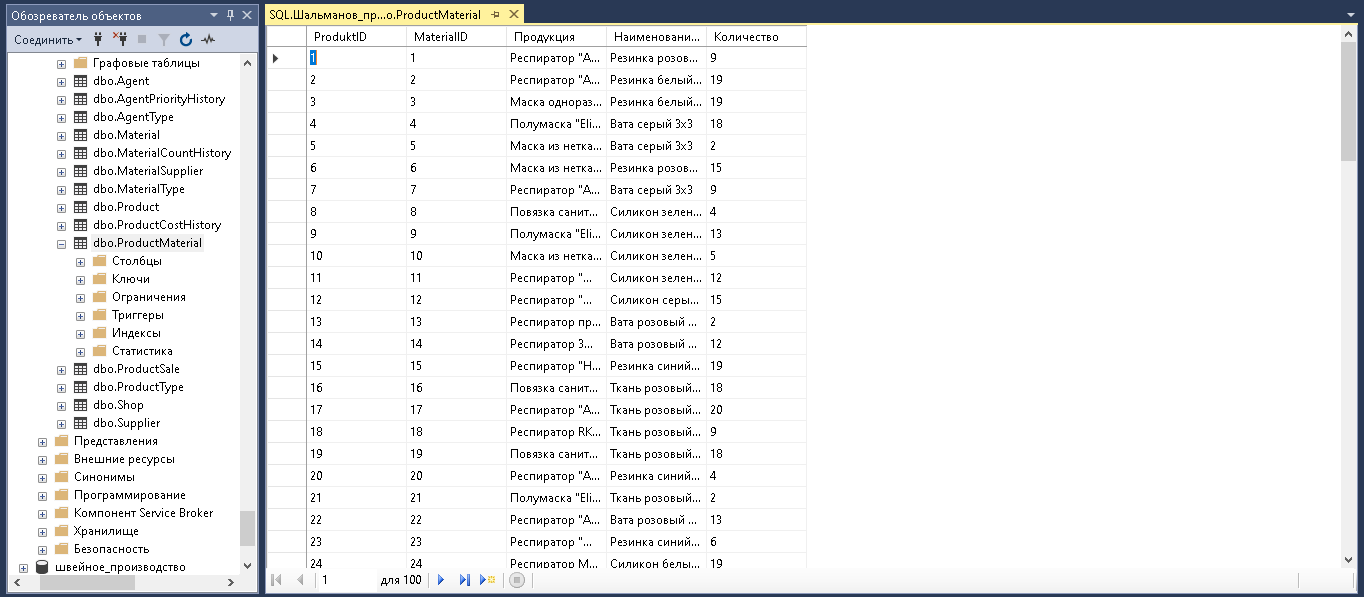 Обозреватель объектов
Соединить
Графовые таблицы
dbo.Agent
dbo.AgentPriorityHistory
dbo.AgentType
dbo.Material
dbo.MaterialCountHistory
dbo.MaterialSupplier
dbo.MaterialType
dbo.Product
dbo.ProductCostHistory
dbo.ProductMaterial
Столбцы
Ключи
Ограничения
Триггеры
Индексы
Статистика
dbo.ProductSale
dbo.ProductType
dbo.Shop
dbo.Supplier
Представления
Внешние ресурсы
Синонимы
Программирование
Компонент Service Broker
Хранилище
Безопасность
швейное_производство
SQL.Шальманов_пр...o.ProductMaterial
ProduktID MaterialID Продукция Наименовани... Количество
1 1 Респиратор "А... Резинка розов... 9
2 2 Респиратор "А... Резинка белый... 19
3 3 Маска однораз... Резинка белый... 19
4 4 Полумаска "Eli... Вата серый 3x3 18
5 5 Маска из нетка... Вата серый 3x3 2
6 6 Маска из нетка... Резинка розов... 15
7 7 Респиратор "А... Вата серый 3x3 9
8 8 Повязка санит... Силикон зелен... 4
9 9 Полумаска "Eli... Силикон зелен... 13
10 10 Маска из нетка... Силикон зелен... 5
11 11 Респиратор "... Силикон зелен... 12
12 12 Респиратор "... Силикон серы... 15
13 13 Респиратор пр... Вата розовый ... 2
14 14 Респиратор З... Вата розовый ... 12
15 15 Респиратор "Н... Резинка синий... 19
16 16 Повязка санит... Ткань розовый... 18
17 17 Респиратор "А... Ткань розовый... 20
18 18 Респиратор RK... Ткань розовый... 9
19 19 Повязка санит... Ткань розовый... 18
20 20 Респиратор "А... Резинка синий... 4
21 21 Полумаска "Eli... Ткань розовый... 2
22 22 Респиратор "А... Вата розовый ... 13
23 23 Респиратор "... Резинка синий... 6
24 24 Респиратор М... Силикон белы... 19
1 для 100